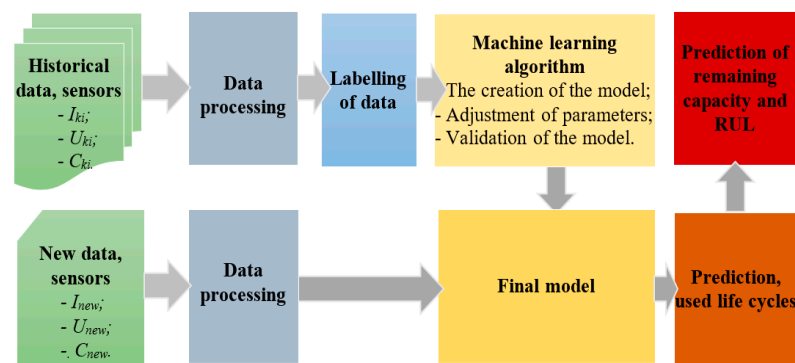 Historical
data, sensors
- Iki;
- Uki;
- Cki.
Data
processing
Labelling
of data
Machine learning
algorithm
The creation of the model;
- Adjustment of parameters;
- Validation of the model.
Prediction of
remaining
capacity and
RUL
New data,
sensors
- Inew;
- Unew;
-. Cnew.
Data
processing
Final model
Prediction,
used life cycles